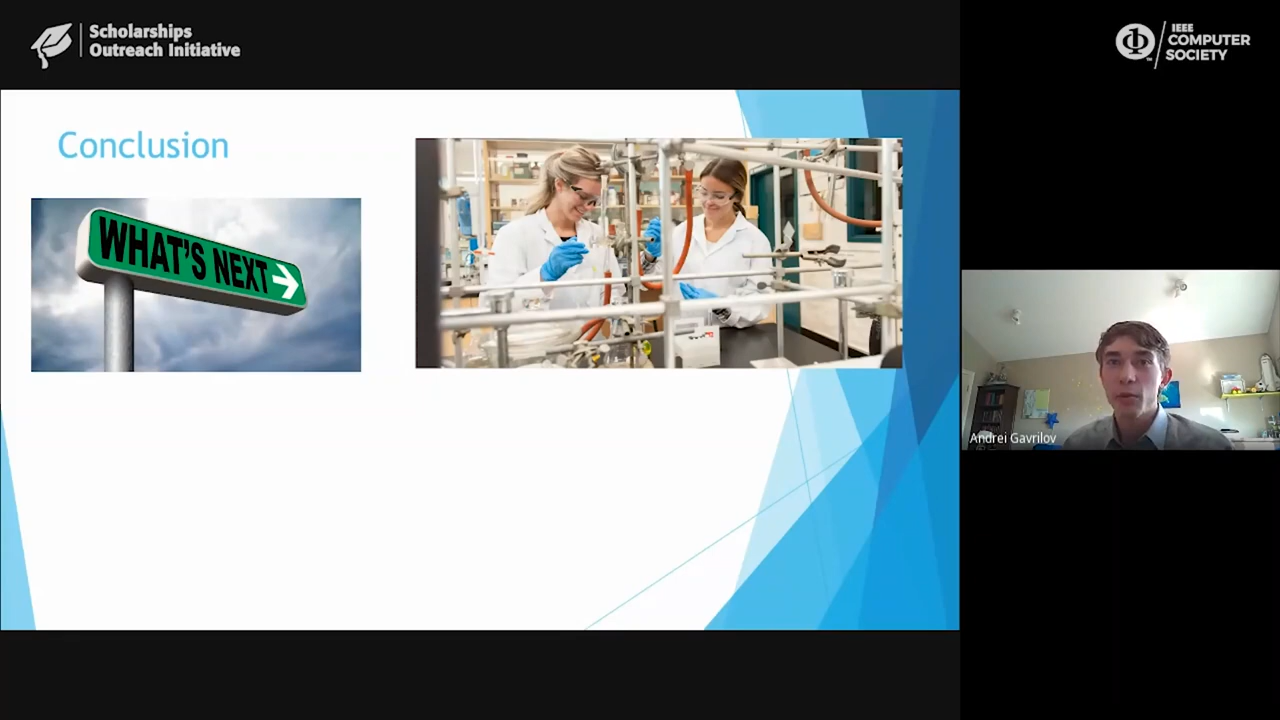 Scholarships
Outreach Initiative
IEEE
COMPUTER
SOCIETY
Conclusion
WHAT'S NEXT
Andrei Gavrilov